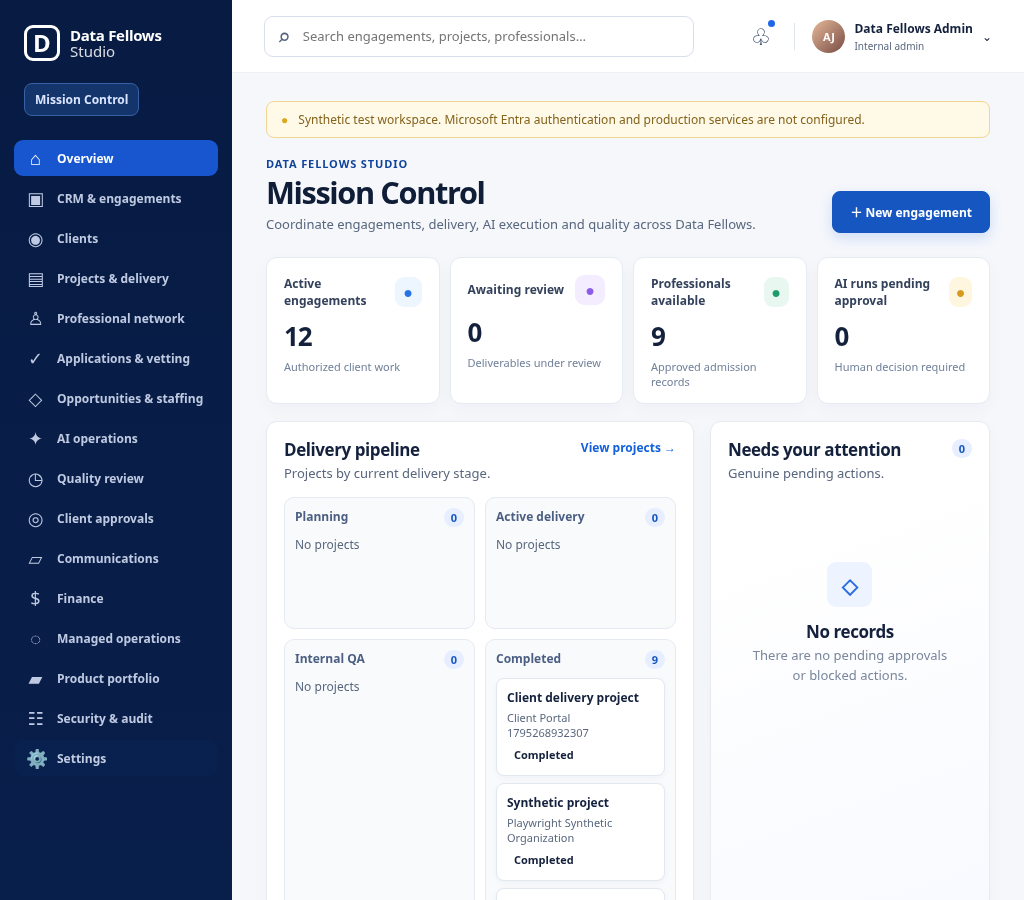 D
Data Fellows
Studio
Mission Control
Overview
CRM & engagements
Clients
Projects & delivery
Professional network
Applications & vetting
Opportunities & staffing
AI operations
Quality review
Client approvals
Communications
$ Finance
Managed operations
Product portfolio
Security & audit
Settings
Search engagements, projects, professionals...
AJ
Data Fellows Admin
Internal admin
Synthetic test workspace. Microsoft Entra authentication and production services are not configured.
DATA FELLOWS STUDIO
Mission Control
Coordinate engagements, delivery, AI execution and quality across Data Fellows.
+ New engagement
Active
engagements
12
Authorized client work
Awaiting review
0
Deliverables under review
Professionals
available
9
Approved admission
records
AI runs pending
approval
0
Human decision required
Delivery pipeline
View projects →
Projects by current delivery stage.
Planning 0
No projects
Active delivery 0
No projects
Internal QA 0
No projects
Completed 9
Client delivery project
Client Portal
1795268932307
Completed
Synthetic project
Playwright Synthetic
Organization
Completed
Needs your attention 0
Genuine pending actions.
No records
There are no pending approvals
or blocked actions.